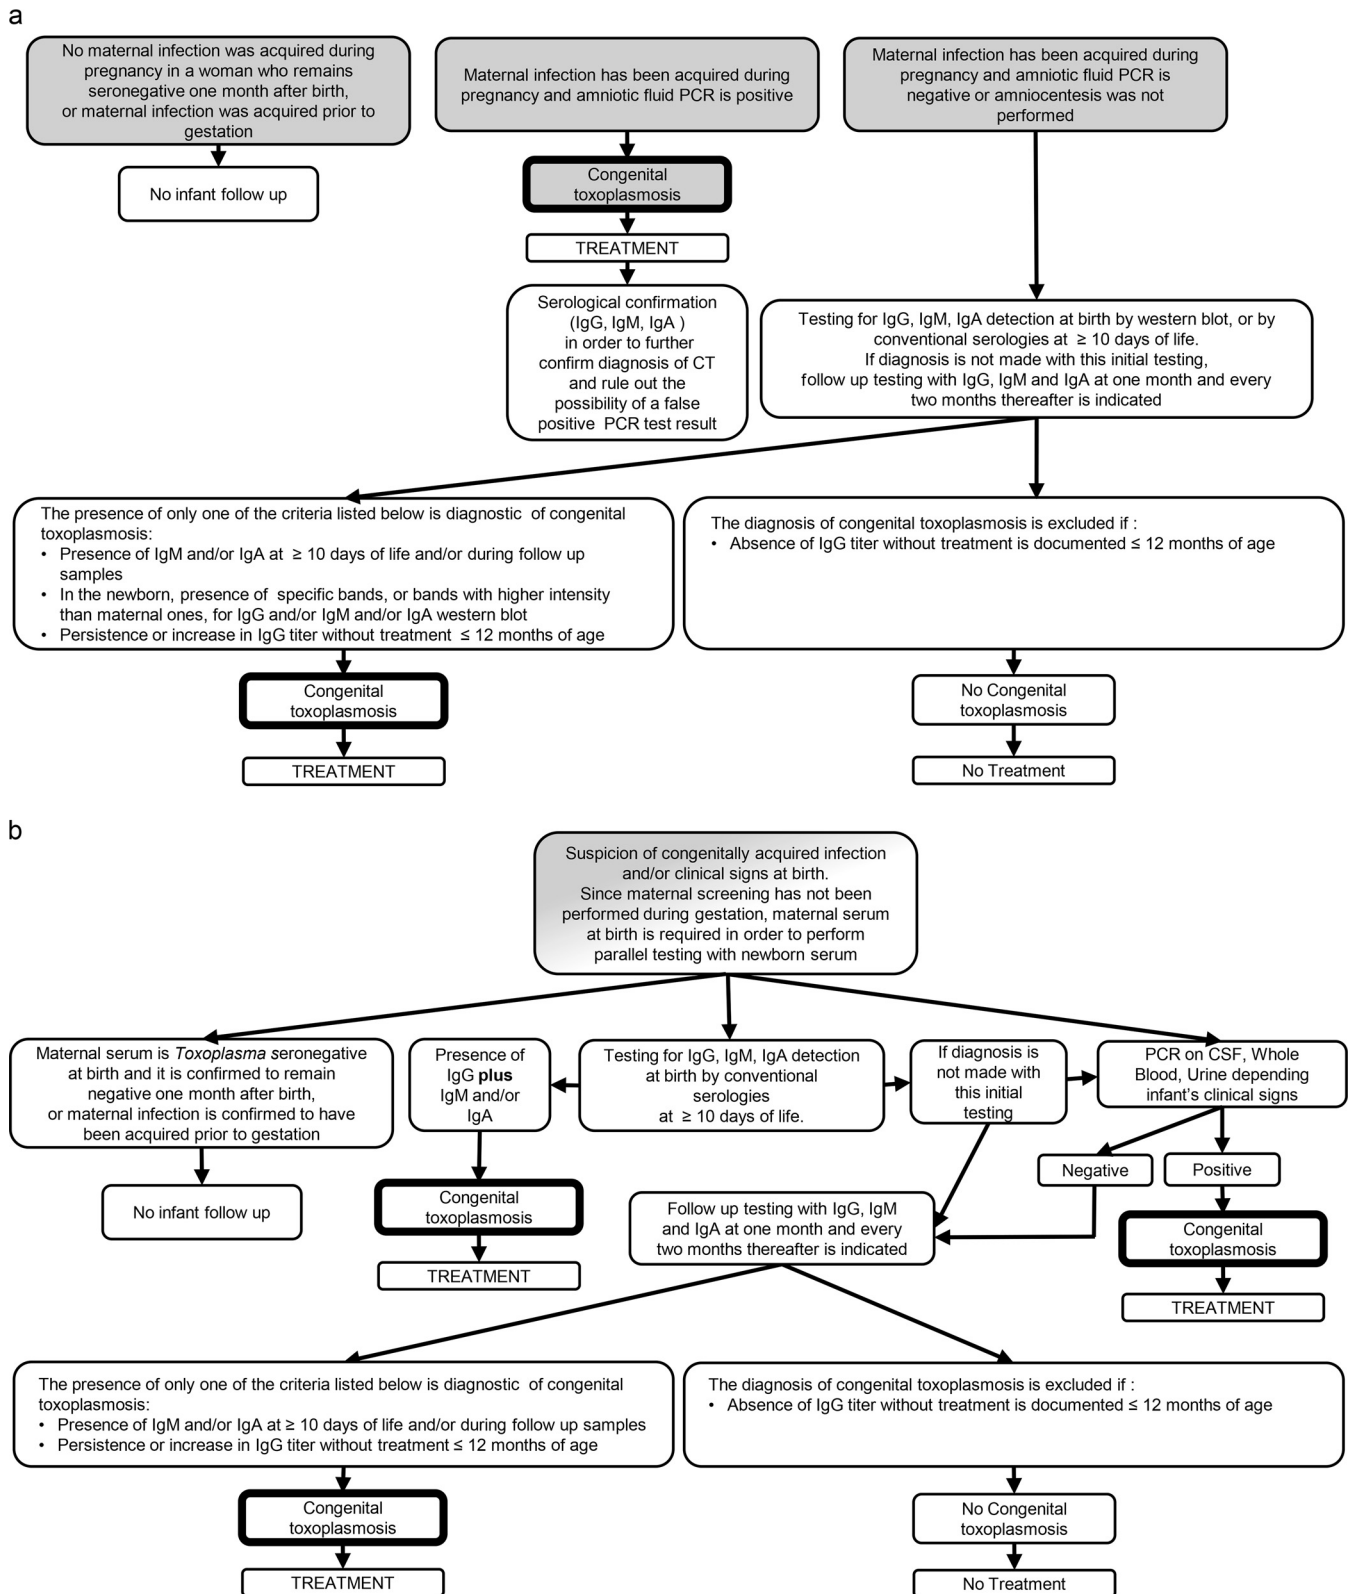 a
No maternal infection was acquired during
pregnancy in a woman who remains
seronegative one month after birth,
or maternal infection was acquired prior to
gestation
No infant follow up
Maternal infection has been acquired during
pregnancy and amniotic fluid PCR is positive
Congenital
toxoplasmosis
TREATMENT
Serological confirmation
(IgG, IgM, IgA )
in order to further
confirm diagnosis of CT
and rule out the
possibility of a false
positive PCR test result
Maternal infection has been acquired during
pregnancy and amniotic fluid PCR is
negative or amniocentesis was not
performed
Testing for IgG, IgM, IgA detection at birth by western blot, or by
conventional serologies at ≥ 10 days of life.
If diagnosis is not made with this initial testing,
follow up testing with IgG, IgM and IgA at one month and every
two months thereafter is indicated
The presence of only one of the criteria listed below is diagnostic of congenital
toxoplasmosis:
• Presence of IgM and/or IgA at ≥ 10 days of life and/or during follow up
samples
• In the newborn, presence of specific bands, or bands with higher intensity
than maternal ones, for IgG and/or IgM and/or IgA western blot
• Persistence or increase in IgG titer without treatment ≤ 12 months of age
Congenital
toxoplasmosis
TREATMENT
The diagnosis of congenital toxoplasmosis is excluded if :
• Absence of IgG titer without treatment is documented ≤ 12 months of age
No Congenital
toxoplasmosis
No Treatment
b
Suspicion of congenitally acquired infection
and/or clinical signs at birth.
Since maternal screening has not been
performed during gestation, maternal serum
at birth is required in order to perform
parallel testing with newborn serum
Maternal serum is Toxoplasma seronegative
at birth and it is confirmed to remain
negative one month after birth,
or maternal infection is confirmed to have
been acquired prior to gestation
No infant follow up
Presence of
IgG plus
IgM and/or
IgA
Congenital
toxoplasmosis
TREATMENT
Testing for IgG, IgM, IgA detection
at birth by conventional
serologies
at ≥ 10 days of life.
If diagnosis is
not made with
this initial
testing
PCR on CSF, Whole
Blood, Urine depending
infant's clinical signs
Negative
Positive
Congenital
toxoplasmosis
TREATMENT
Follow up testing with IgG, IgM
and IgA at one month and every
two months thereafter is indicated
The presence of only one of the criteria listed below is diagnostic of congenital
toxoplasmosis:
• Presence of IgM and/or IgA at ≥ 10 days of life and/or during follow up samples
• Persistence or increase in IgG titer without treatment ≤ 12 months of age
Congenital
toxoplasmosis
TREATMENT
The diagnosis of congenital toxoplasmosis is excluded if :
• Absence of IgG titer without treatment is documented ≤ 12 months of age
No Congenital
toxoplasmosis
No Treatment